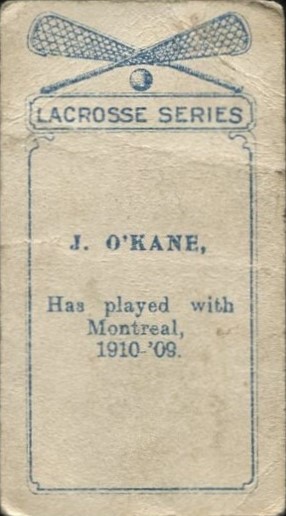 LACROSSE SERIES
J. O'KANE,
Has played with
Montreal,
1910-'09.